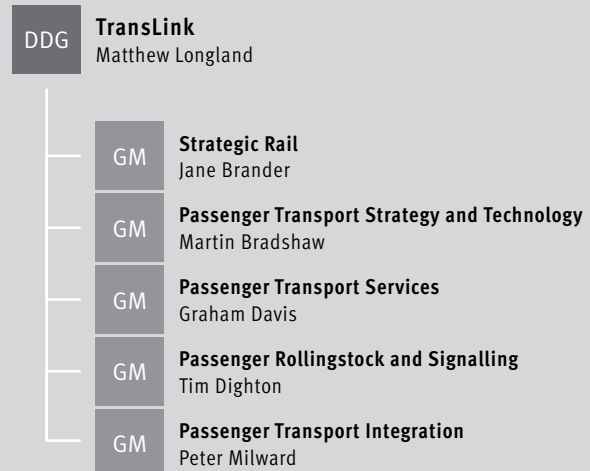 DDG
TransLink
Matthew Longland
GM
Strategic Rail
Jane Brander
GM
Passenger Transport Strategy and Technology
Martin Bradshaw
GM
Passenger Transport Services
Graham Davis
GM
Passenger Rollingstock and Signalling
Tim Dighton
GM
Passenger Transport Integration
Peter Milward